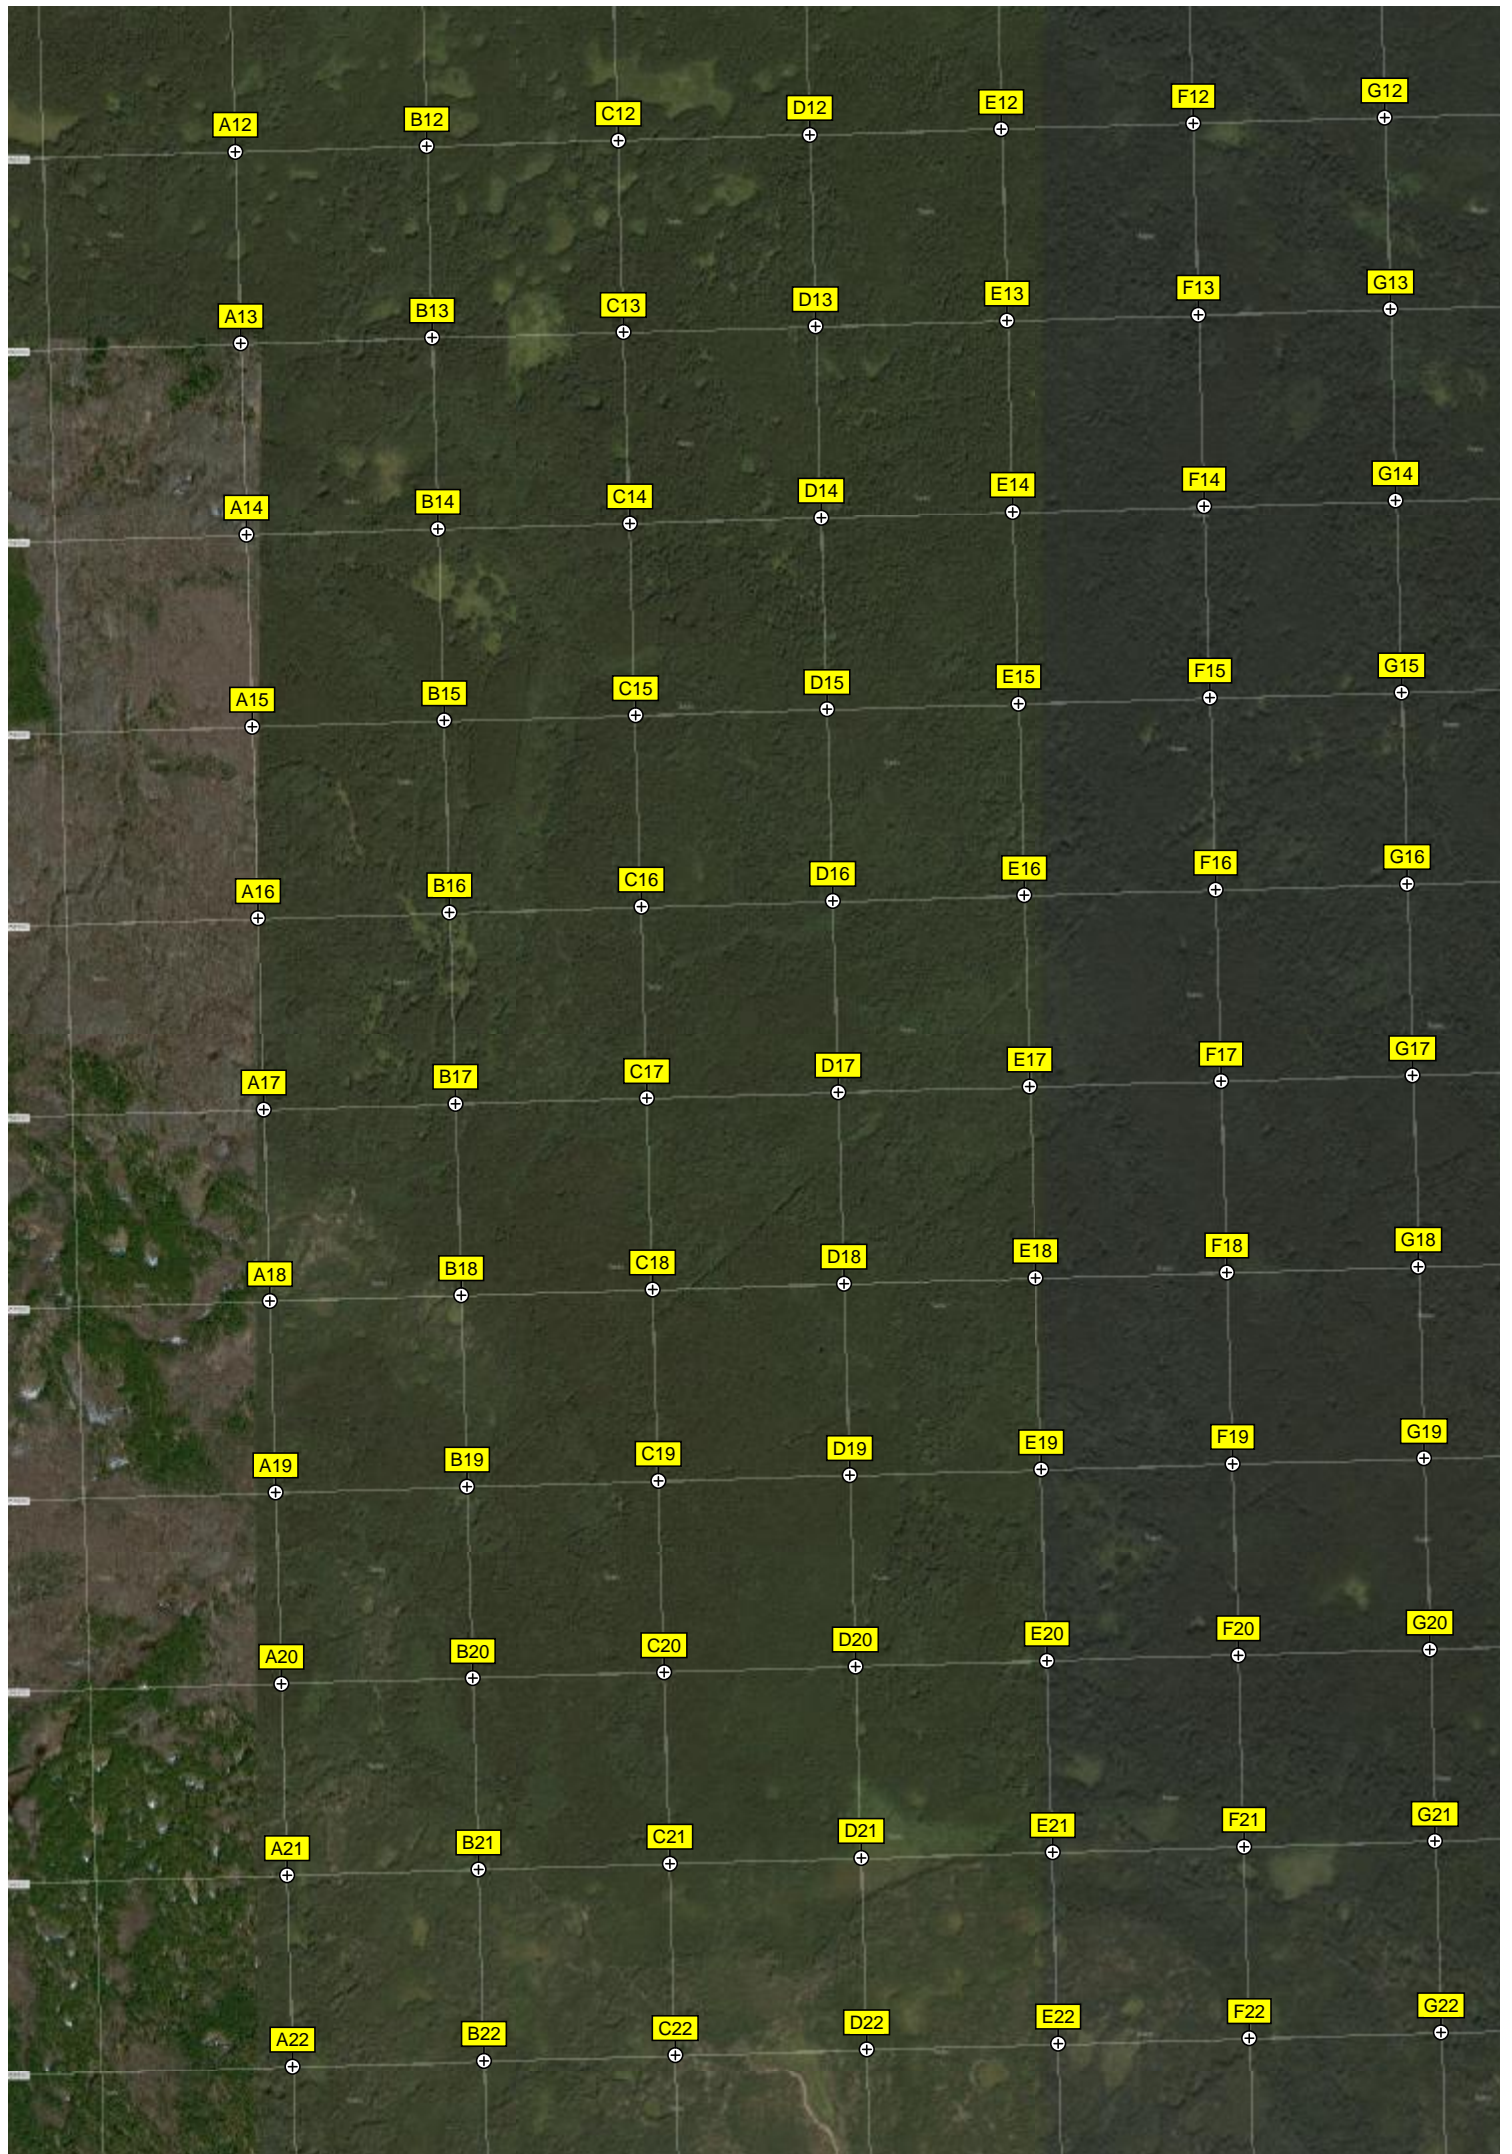 A12 B12 C12 D12 E12 F12 G12
A13 B13 C13 D13 E13 F13 G13
A14 B14 C14 D14 E14 F14 G14
A15 B15 C15 D15 E15 F15 G15
A16 B16 C16 D16 E16 F16 G16
A17 B17 C17 D17 E17 F17 G17
A18 B18 C18 D18 E18 F18 G18
A19 B19 C19 D19 E19 F19 G19
A20 B20 C20 D20 E20 F20 G20
A21 B21 C21 D21 E21 F21 G21
A22 B22 C22 D22 E22 F22 G22